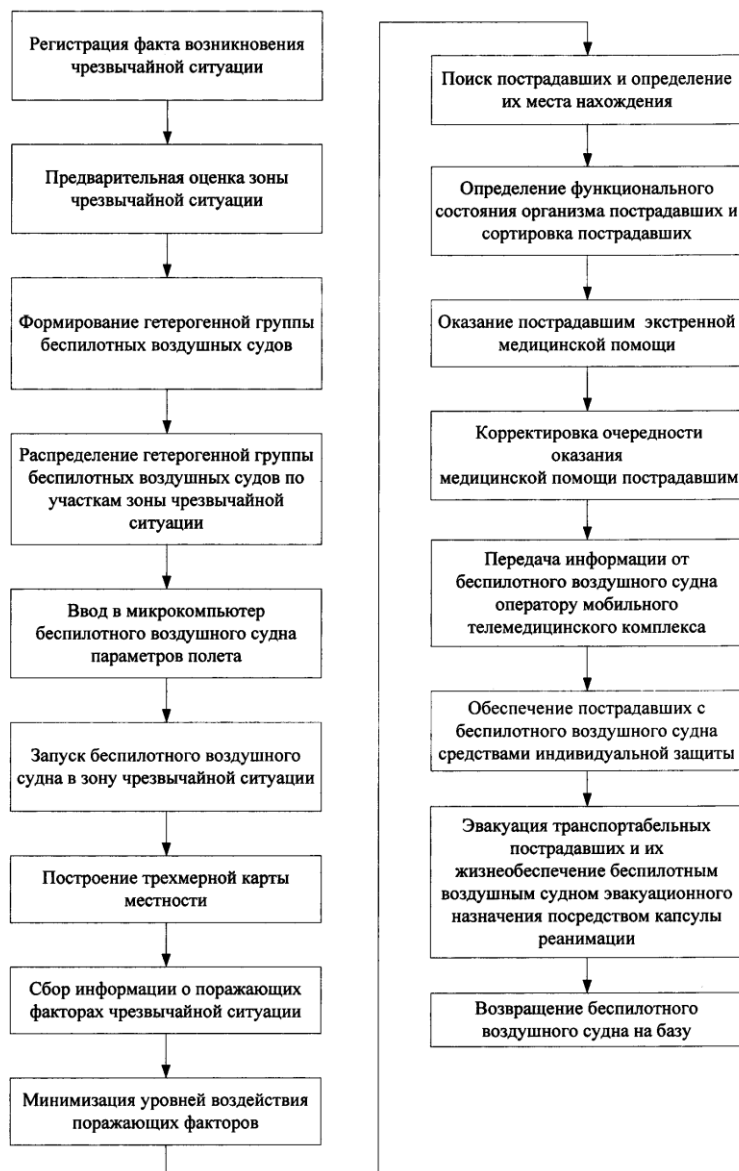 Регистрация факта возникновения
чрезвычайной ситуации
Предварительная оценка зоны
чрезвычайной ситуации
Формирование гетерогенной группы
беспилотных воздушных судов
Распределение гетерогенной группы
беспилотных воздушных судов по
участкам зоны чрезвычайной
ситуации
Ввод в микрокомпьютер
беспилотного воздушного судна
параметров полета
Запуск беспилотного воздушного
судна в зону чрезвычайной ситуации
Построение трехмерной карты
местности
Сбор информации о поражающих
факторах чрезвычайной ситуации
Минимизация уровней воздействия
поражающих факторов
Поиск пострадавших и определение
их места нахождения
Определение функционального
состояния организма пострадавших и
сортировка пострадавших
Оказание пострадавшим экстренной
медицинской помощи
Корректировка очередности
оказания
медицинской помощи пострадавшим
Передача информации от
беспилотного воздушного судна
оператору мобильного
телемедицинского комплекса
Обеспечение пострадавших с
беспилотного воздушного судна
средствами индивидуальной защиты
Эвакуация транспортабельных
пострадавших и их
жизнеобеспечение беспилотным
воздушным судном эвакуационного
назначения посредством капсулы
реанимации
Возвращение беспилотного
воздушного судна на базу